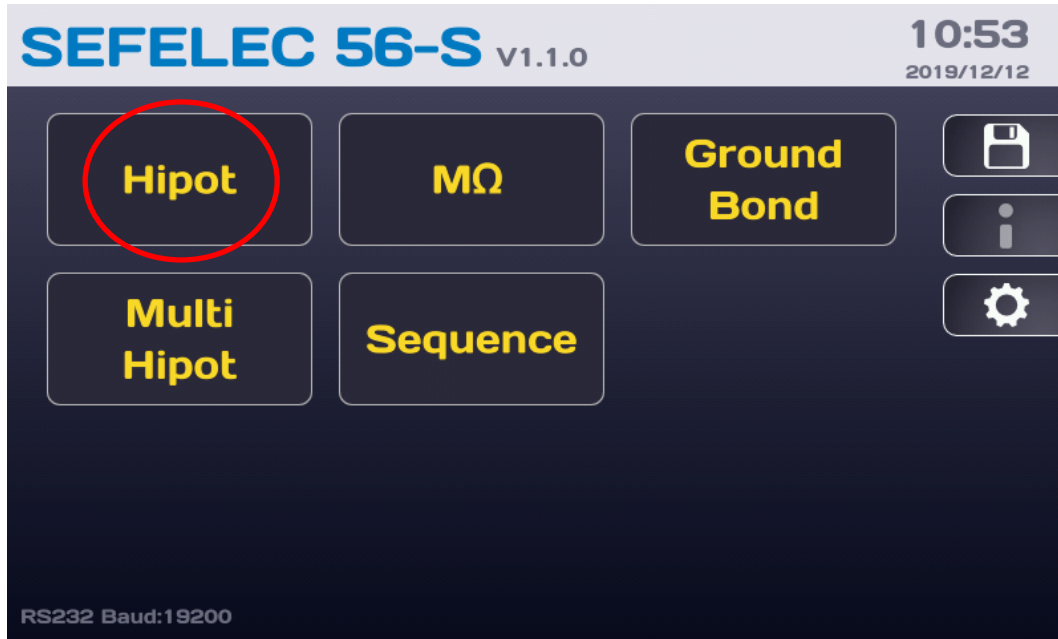 SEFELEC 56-S V1.1.0
10:53
2019/12/12
Hipot
MΩ
Ground
Bond
Multi
Hipot
Sequence
RS232 Baud:19200